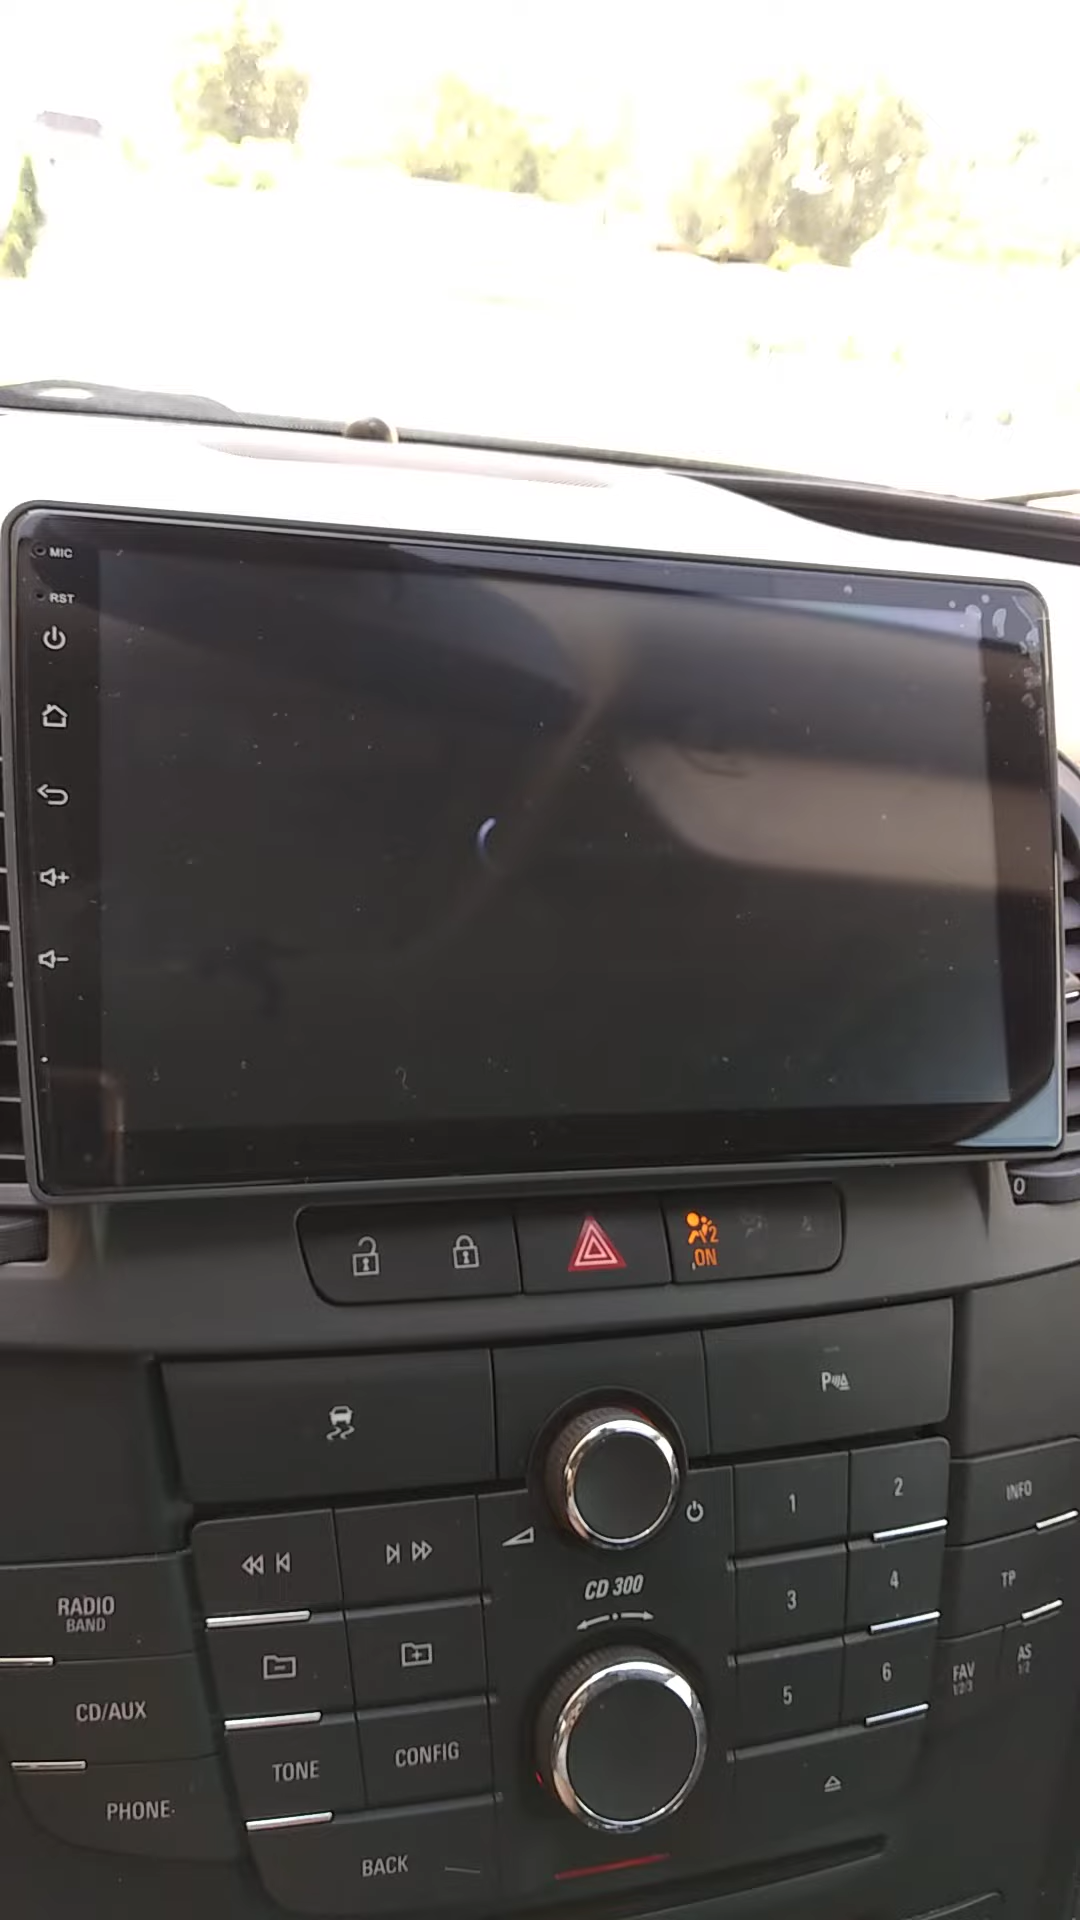 MIC
RST
2
ON
0
P
1
2
INFO
CD 300
3
4
TP
RADIO
BAND
5
6
FAV
1/2/3
AS
1/2
CD/AUX
TONE
CONFIG
PHONE
BACK